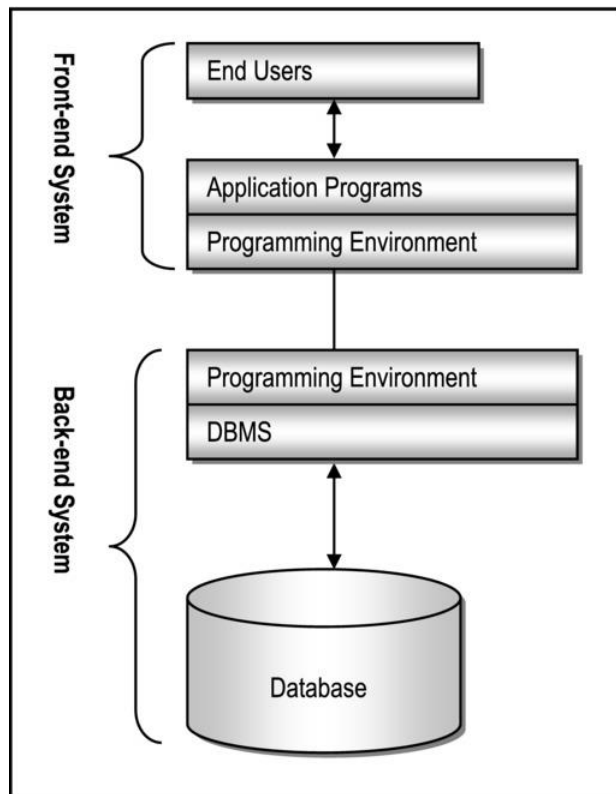 Front-end System
End Users
Application Programs
Programming Environment
Back-end System
Programming Environment
DBMS
Database